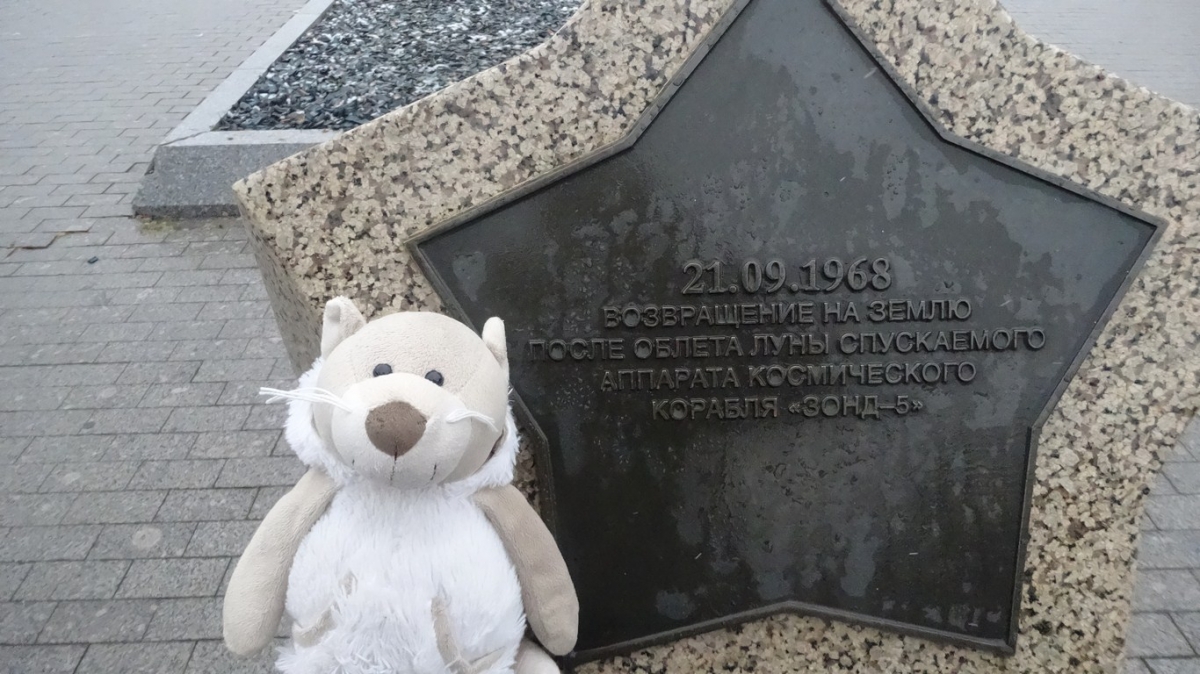 21.09.1968
ВОЗВРАЩЕНИЕ НА ЗЕМЛЮ
ПОСЛЕ ОБЛЕТА ЛУНЫ СПУСКАЕМОГО
АППАРАТА КОСМИЧЕСКОГО
КОРАБЛЯ «ЗОНД–5»